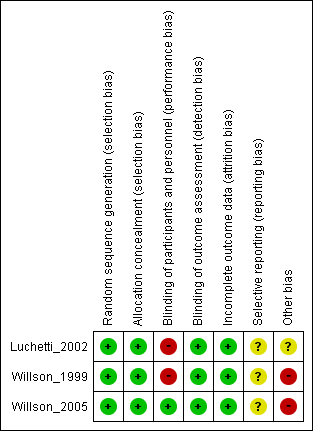 Random sequence generation (selection bias)
Allocation concealment (selection bias)
Blinding of participants and personnel (performance bias)
Blinding of outcome assessment (detection bias)
Incomplete outcome data (attrition bias)
Selective reporting (reporting bias)
Other bias
Luchetti_2002 + + - + + ? ?
Willson_1999 + + - + + ? -
Willson_2005 + + + + + ? -